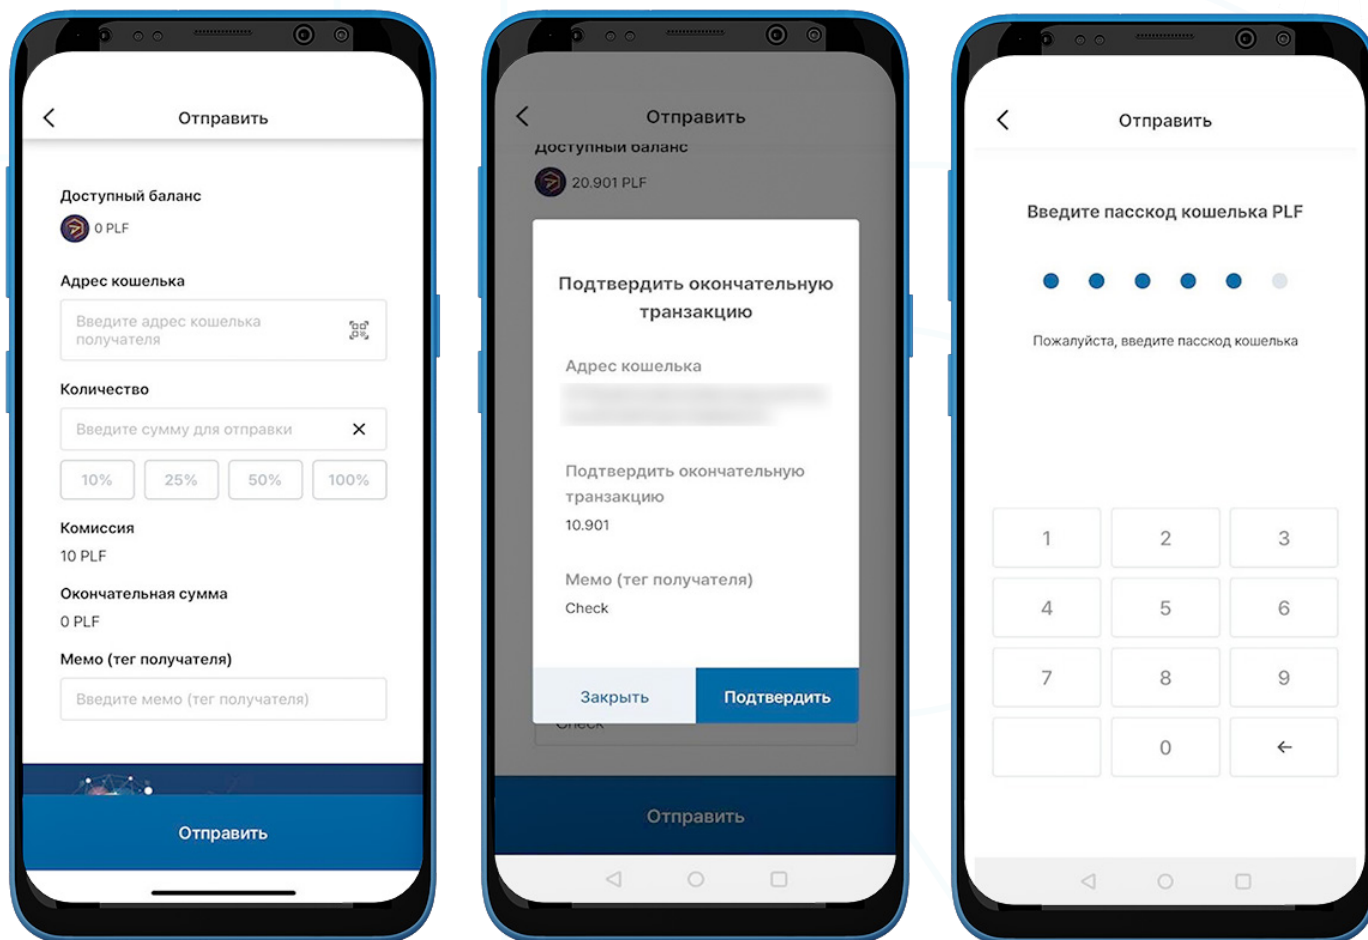 Отправить
Доступный баланс
0 PLF
Адрес кошелька
Введите адрес кошелька
получателя
Количество
Введите сумму для отправки
10% 25% 50% 100%
Комиссия
10 PLF
Окончательная сумма
0 PLF
Мемо (тег получателя)
Введите мемо (тег получателя)
Отправить
Отправить
Доступный баланс
20.901 PLF
Подтвердить окончательную
транзакцию
Адрес кошелька
Подтвердить окончательную
транзакцию
10.901
Мемо (тег получателя)
Check
Закрыть Подтвердить
Check
Отправить
Отправить
Введите пасскод кошелька PLF
Пожалуйста, введите пасскод кошелька
1 2 3
4 5 6
7 8 9
0